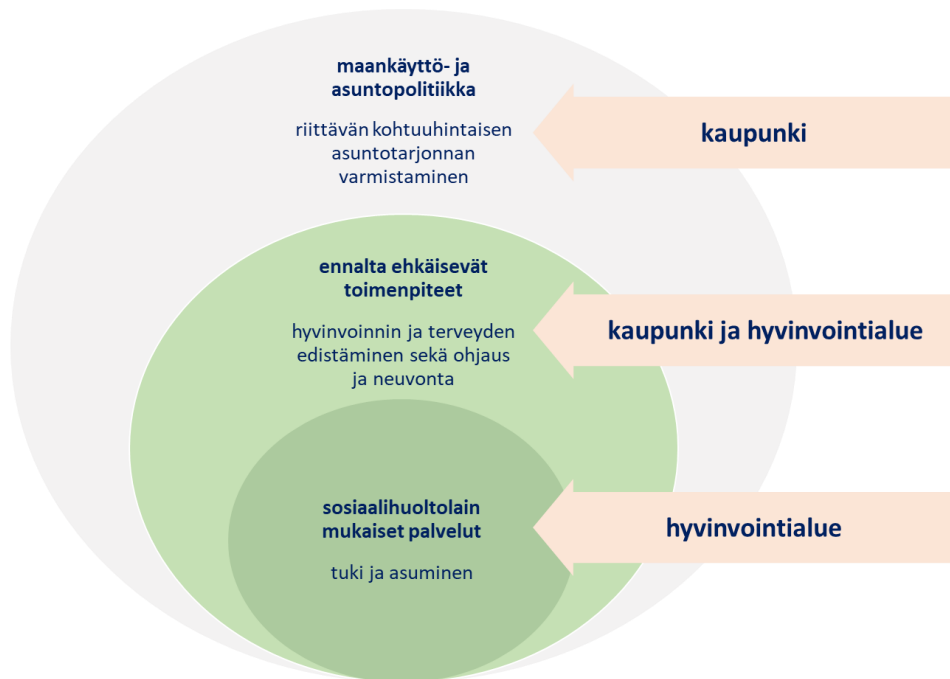 maankäyttö- ja
asuntopolitiikka
riittävän kohtuuhintaisen
asuntotarjonnan
varmistaminen
kaupunki
ennalta ehkäisevät
toimenpiteet
hyvinvoinnin ja terveyden
edistäminen sekä ohjaus
ja neuvonta
kaupunki ja hyvinvointialue
sosiaalihuoltolain
mukaiset palvelut
tuki ja asuminen
hyvinvointialue